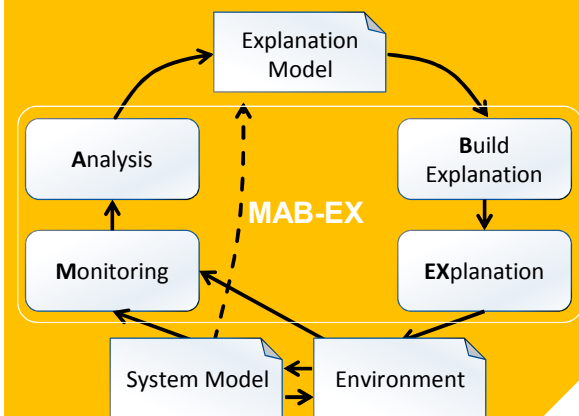 Explanation
Model
Analysis
Build
Explanation
MAB-EX
Monitoring
EXplanation
System Model
Environment